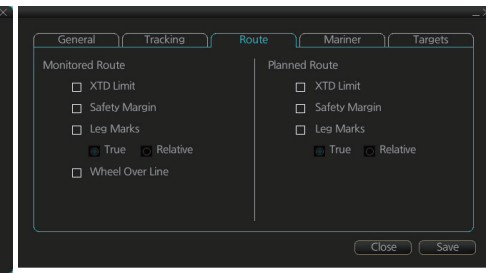 General Tracking Route Mariner Targets
Monitored Route Planned Route
XTD Limit XTD Limit
Safety Margin Safety Margin
Leg Marks Leg Marks
True Relative True Relative
Wheel Over Line
Close Save